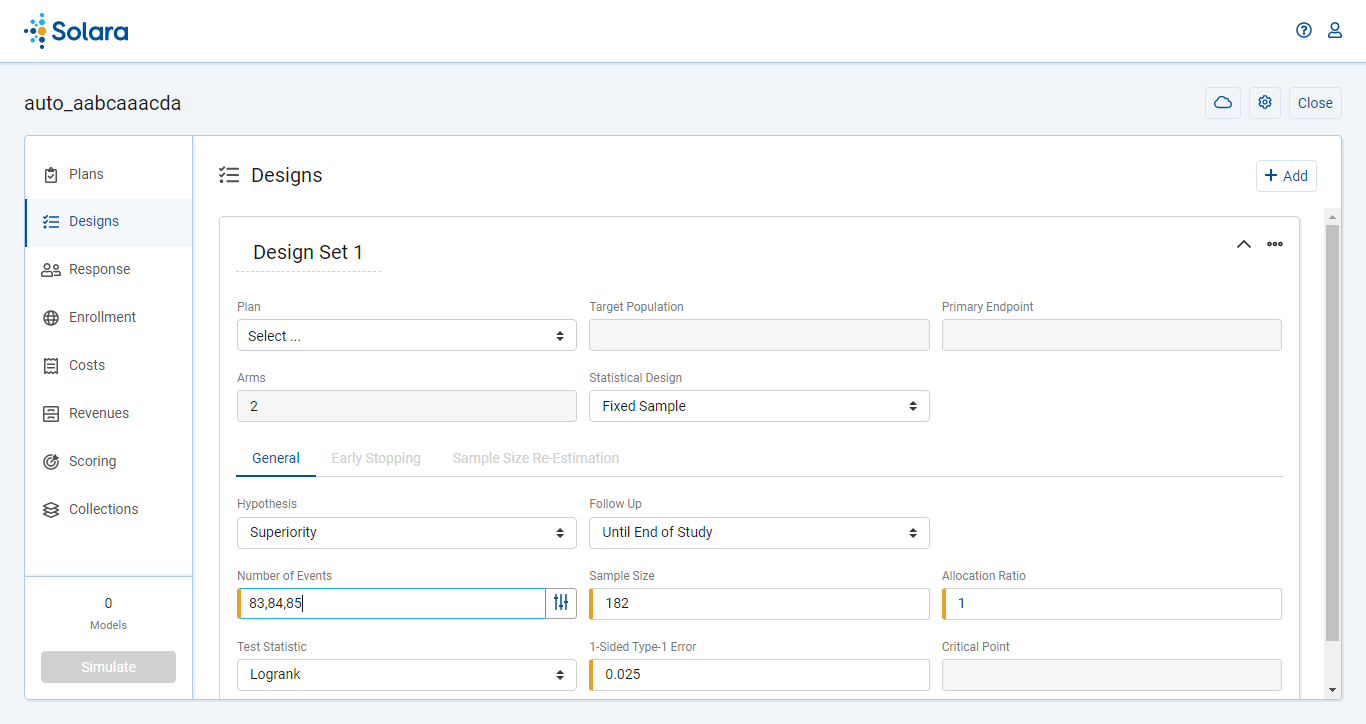 Solara
auto_aabcaaacda
Close
Plans
Designs
Response
Enrollment
Costs
Revenues
Scoring
Collections
0
Models
Simulate
Designs
Add
Design Set 1
Plan
Target Population
Primary Endpoint
Select ...
Arms
Statistical Design
2
Fixed Sample
General
Early Stopping
Sample Size Re-Estimation
Hypothesis
Follow Up
Superiority
Until End of Study
Number of Events
Sample Size
Allocation Ratio
83,84,85
182
1
Test Statistic
1-Sided Type-1 Error
Critical Point
Logrank
0.025